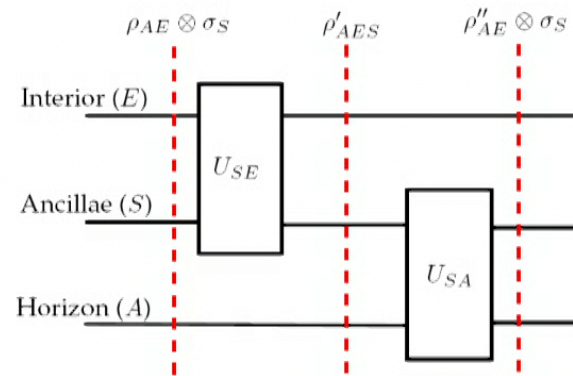 ρ_{AE} ⊗ σ_S ρ'_{AES} ρ''_{AE} ⊗ σ_S
Interior (E)
U_{SE}
Ancillae (S)
U_{SA}
Horizon (A)